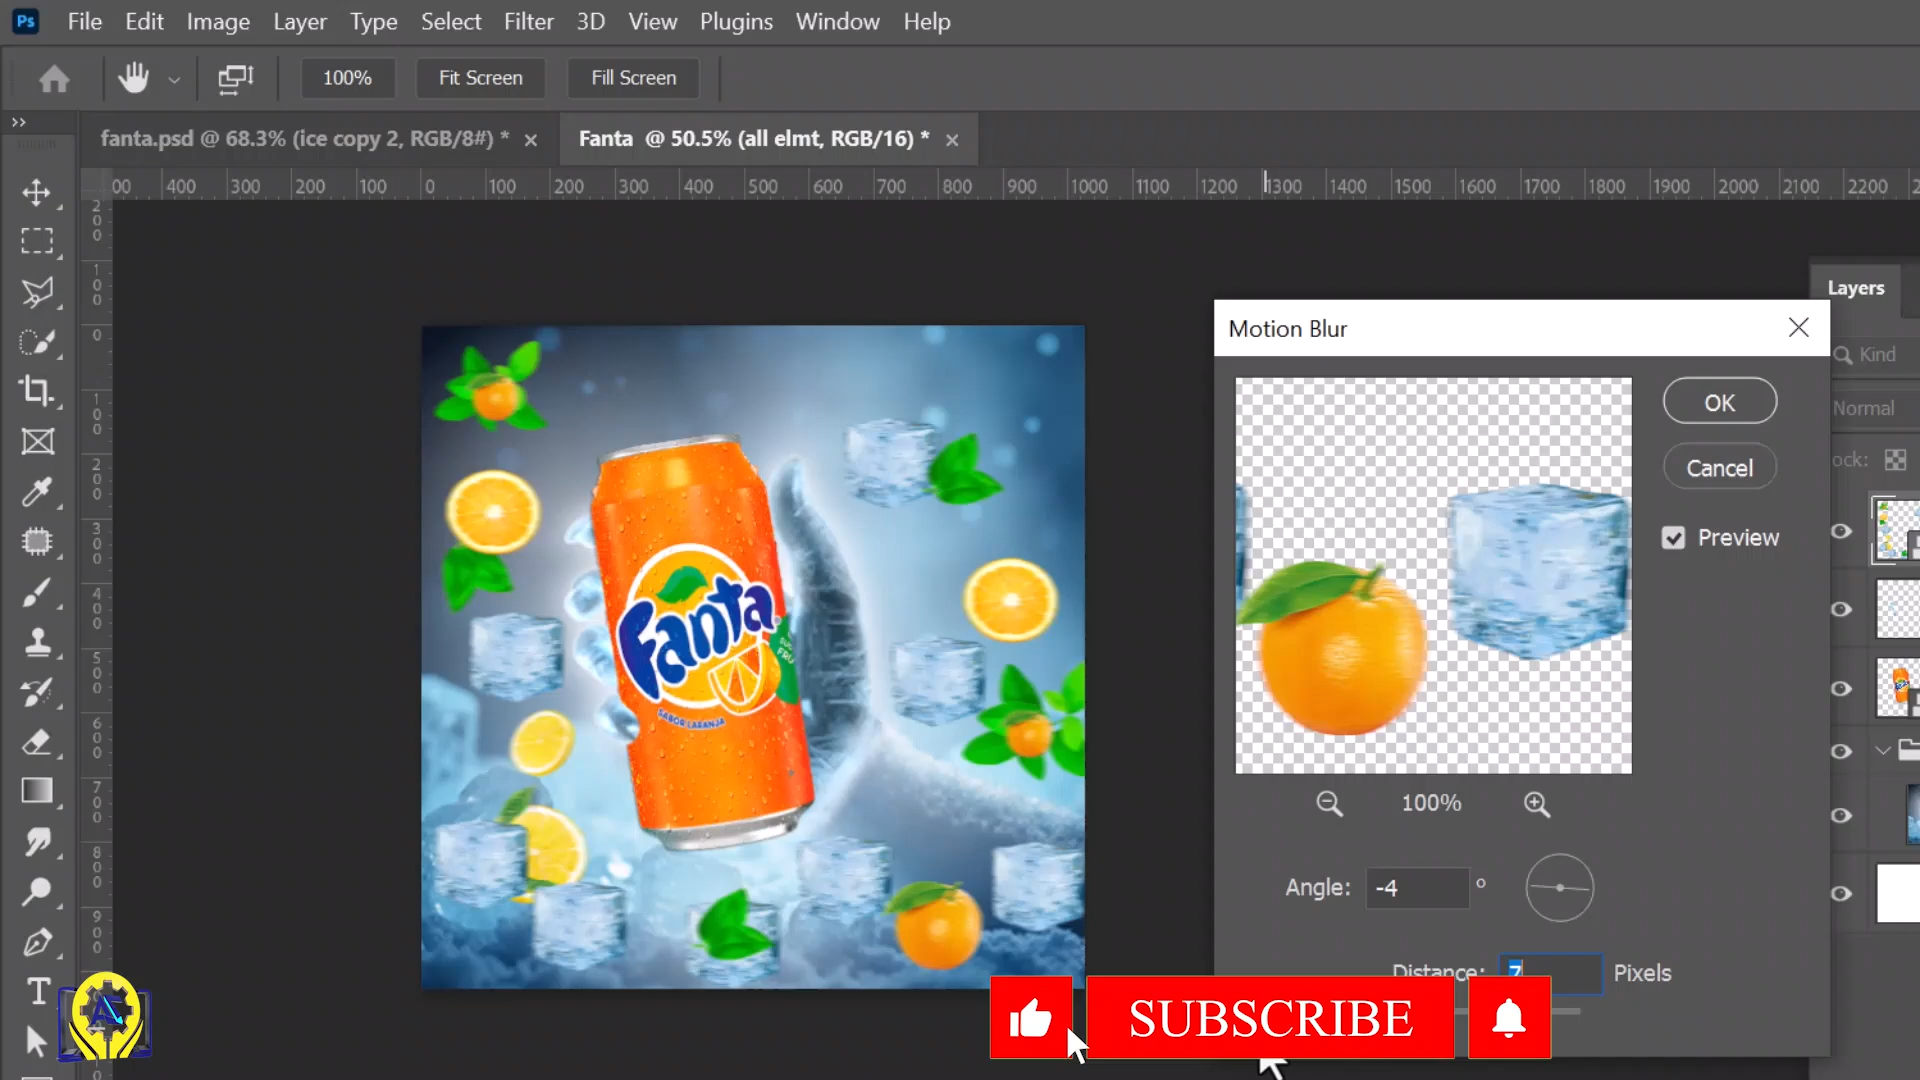 Ps File Edit Image Layer Type Select Filter 3D View Plugins Window Help
100% Fit Screen Fill Screen
fanta.psd @ 68.3% (ice copy 2, RGB/8#) * ×
Fanta @ 50.5% (all elmt, RGB/16) * ×
00 400 300 200 100 0 100 200 300 400 500 600 700 800 900 1000 1100 1200 1300 1400 1500 1600 1700 1800 1900 2000 2100 2200
Layers
Motion Blur
Kind
OK
Normal
Cancel
ock:
Preview
Fanta
SABOR LARANJA
100%
Angle: -4 °
Distance: 7 Pixels
SUBSCRIBE